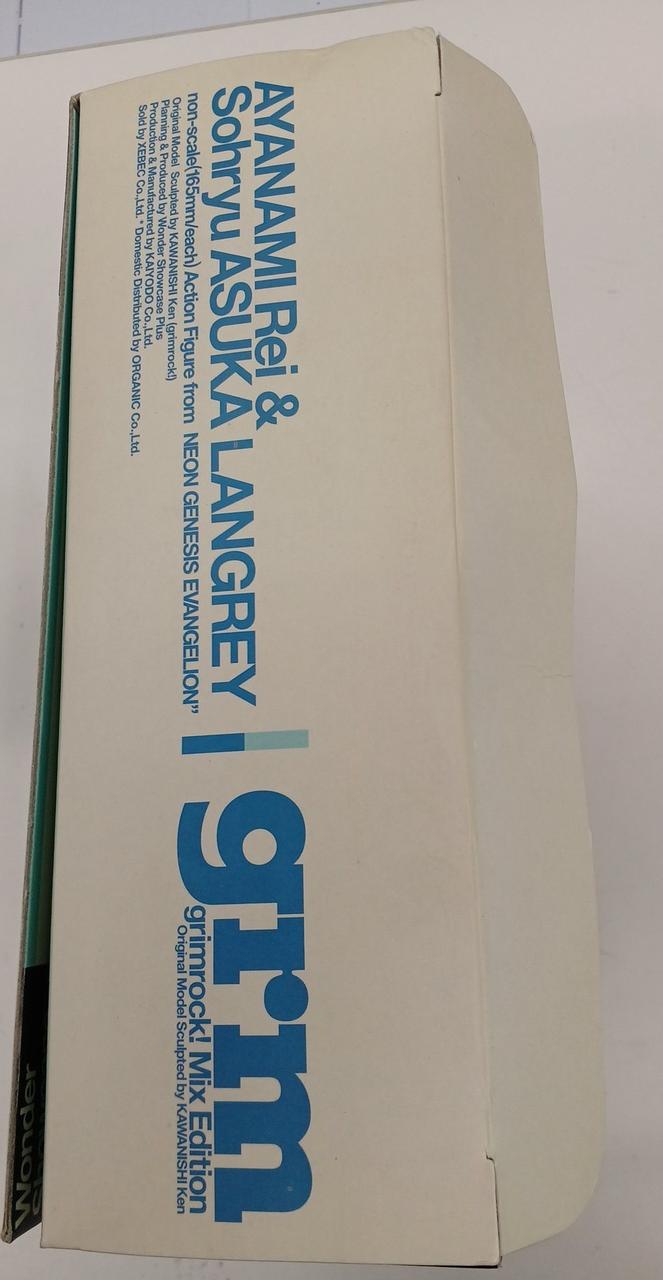 AYANAMI Rei &
Sohryu ASUKA LANGREY
non-scale(165mm/each) Action Figure from NEON GENESIS EVANGELION"
Original Model Sculpted by KAWANISHI Ken (grimrock!)
Planning & Produced by Wonder Showcase Plus
Production & Manufactured by KAIYODO Co.,Ltd.
Sold by XEBEC Co.,Ltd. * Domestic Distributed by ORGANIC Co.,Ltd.
grm
grimrock! Mix Edition
Original Model Sculpted by KAWANISHI Ken
Wonder